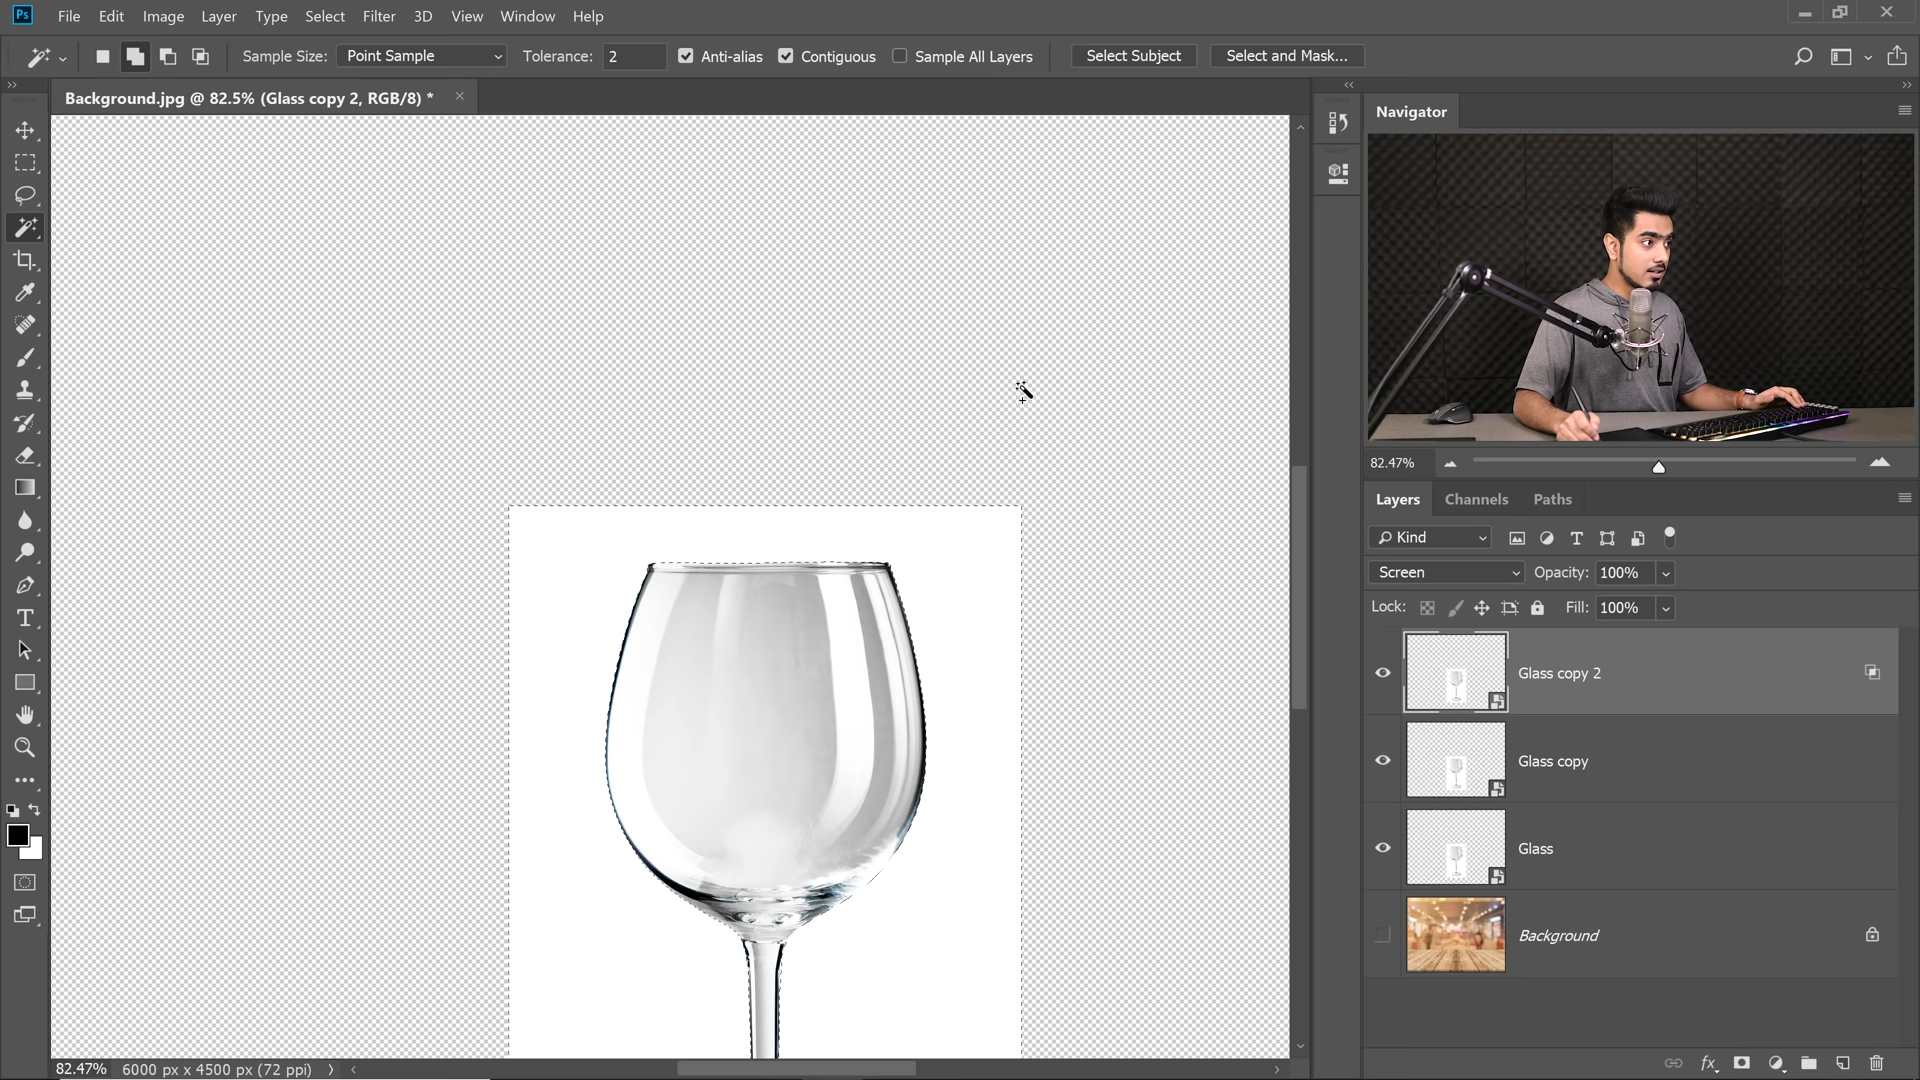 Ps File Edit Image Layer Type Select Filter 3D View Window Help
Sample Size: Point Sample Tolerance: 2 Anti-alias Contiguous Sample All Layers Select Subject Select and Mask...
Background.jpg @ 82.5% (Glass copy 2, RGB/8) *
Navigator
82.47%
Layers Channels Paths
Kind
Screen Opacity: 100%
Lock: Fill: 100%
Glass copy 2
Glass copy
Glass
Background
82.47% 6000 px x 4500 px (72 ppi)